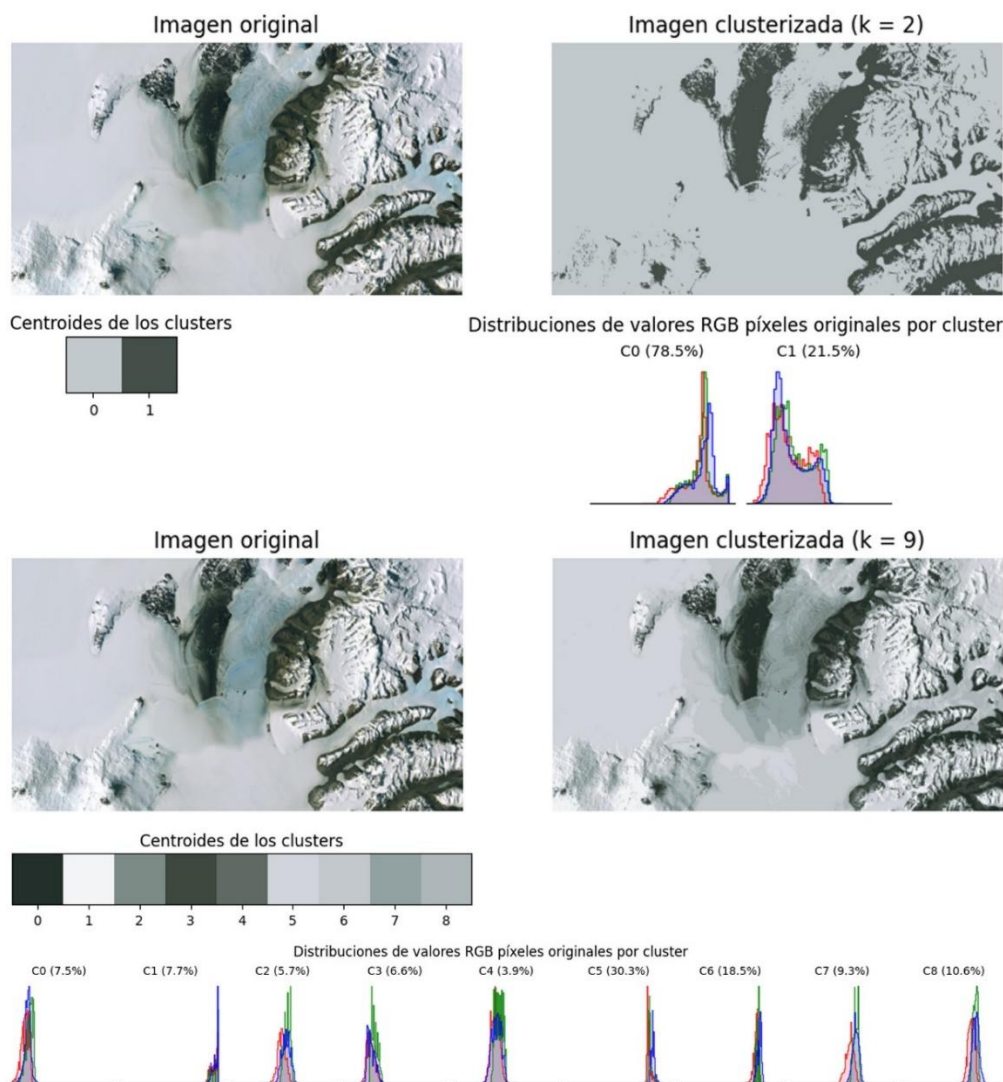 Imagen original
Imagen clusterizada (k = 2)
Centroides de los clusters
0 1
Distribuciones de valores RGB píxeles originales por cluster
C0 (78.5%) C1 (21.5%)
Imagen original
Imagen clusterizada (k = 9)
Centroides de los clusters
0 1 2 3 4 5 6 7 8
Distribuciones de valores RGB píxeles originales por cluster
C0 (7.5%) C1 (7.7%) C2 (5.7%) C3 (6.6%) C4 (3.9%) C5 (30.3%) C6 (18.5%) C7 (9.3%) C8 (10.6%)